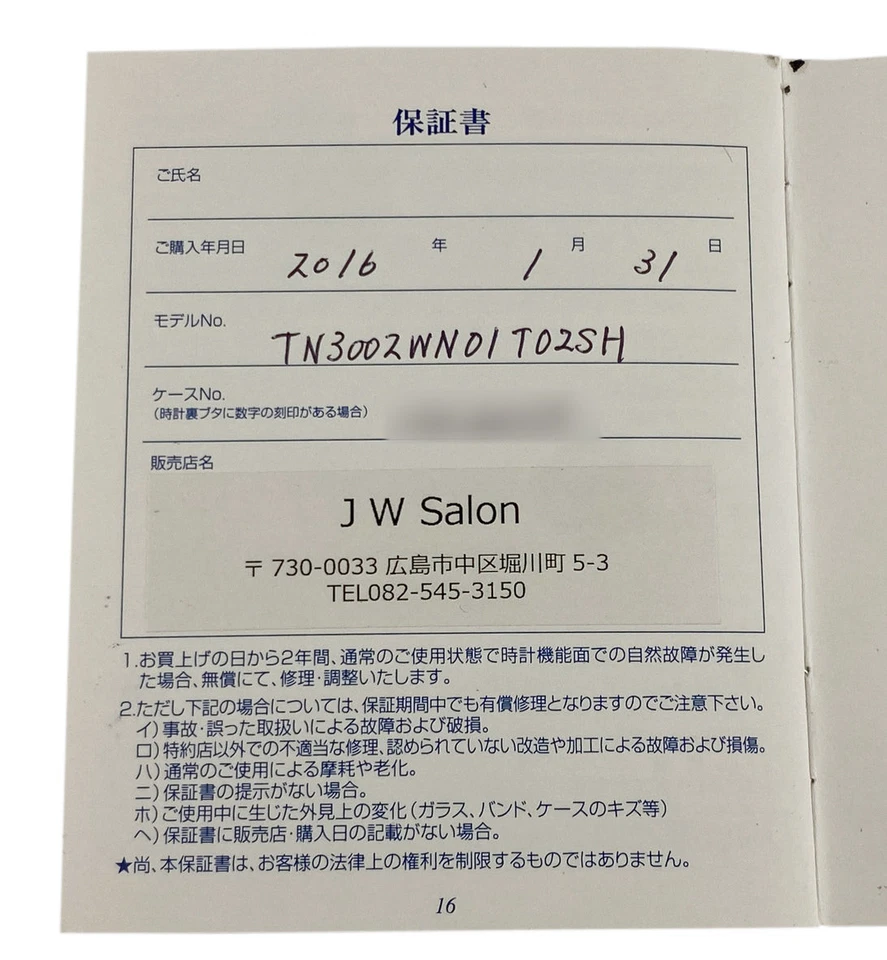 保証書
ご氏名
ご購入年月日 2016 年 1 月 31 日
モデルNo. TN3002WN01T02SH
ケースNo.
(時計裏ブタに数字の刻印がある場合)
販売店名
J W Salon
〒 730-0033 広島市中区堀川町 5-3
TEL082-545-3150
1.お買上げの日から2年間、通常のご使用状態で時計機能面での自然故障が発生し
た場合、無償にて、修理・調整いたします。
2.ただし下記の場合については、保証期間中でも有償修理となりますのでご注意下さい。
イ)事故・誤った取扱いによる故障および破損。
ロ)特約店以外での不適当な修理、認められていない改造や加工による故障および損傷。
ハ)通常のご使用による摩耗や老化。
ニ)保証書の提示がない場合。
ホ)ご使用中に生じた外見上の変化(ガラス、バンド、ケースのキズ等)
ヘ)保証書に販売店・購入日の記載がない場合。
★尚、本保証書は、お客様の法律上の権利を制限するものではありません。
16